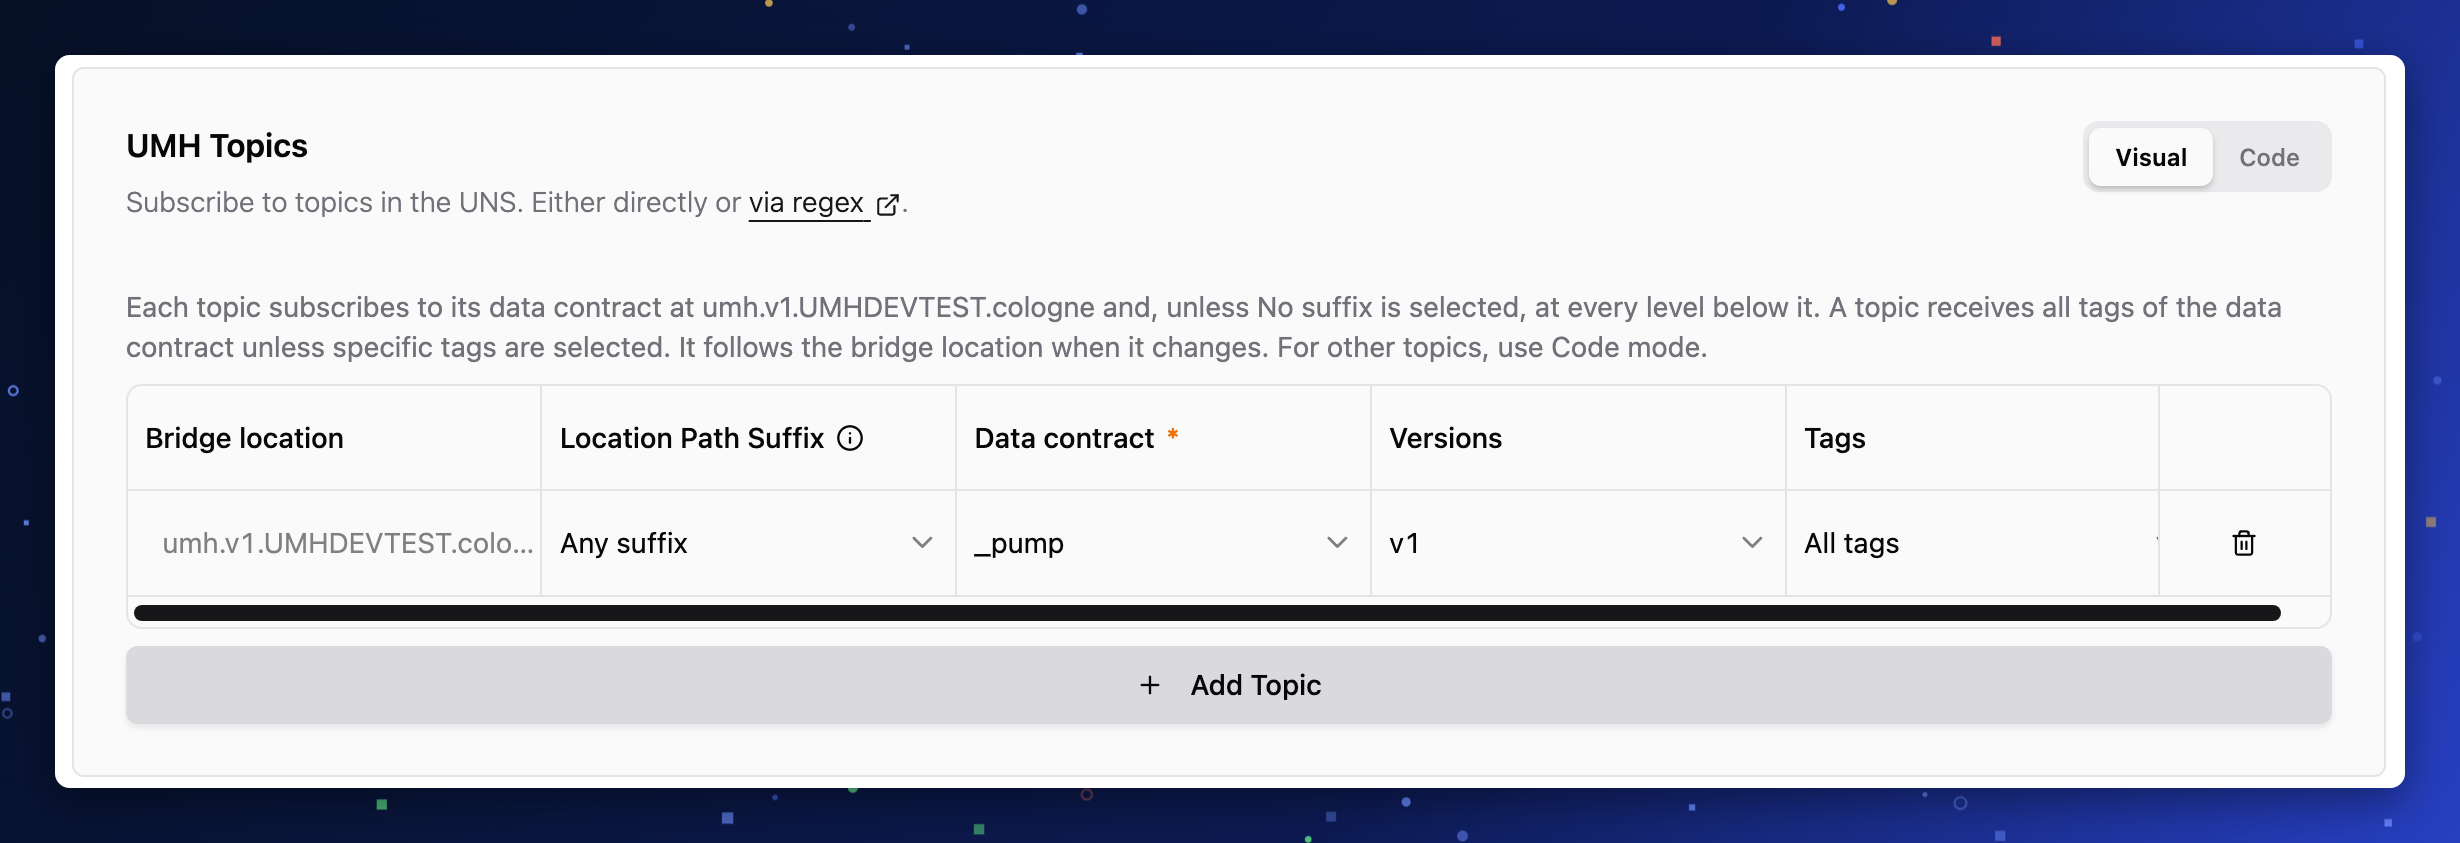 UMH Topics
Visual
Code
Subscribe to topics in the UNS. Either directly or via regex .
Each topic subscribes to its data contract at umh.v1.UMHDEVTEST.cologne and, unless No suffix is selected, at every level below it. A topic receives all tags of the data
contract unless specific tags are selected. It follows the bridge location when it changes. For other topics, use Code mode.
Bridge location
Location Path Suffix
Data contract *
Versions
Tags
umh.v1.UMHDEVTEST.colo...
Any suffix
_pump
v1
All tags
+ Add Topic